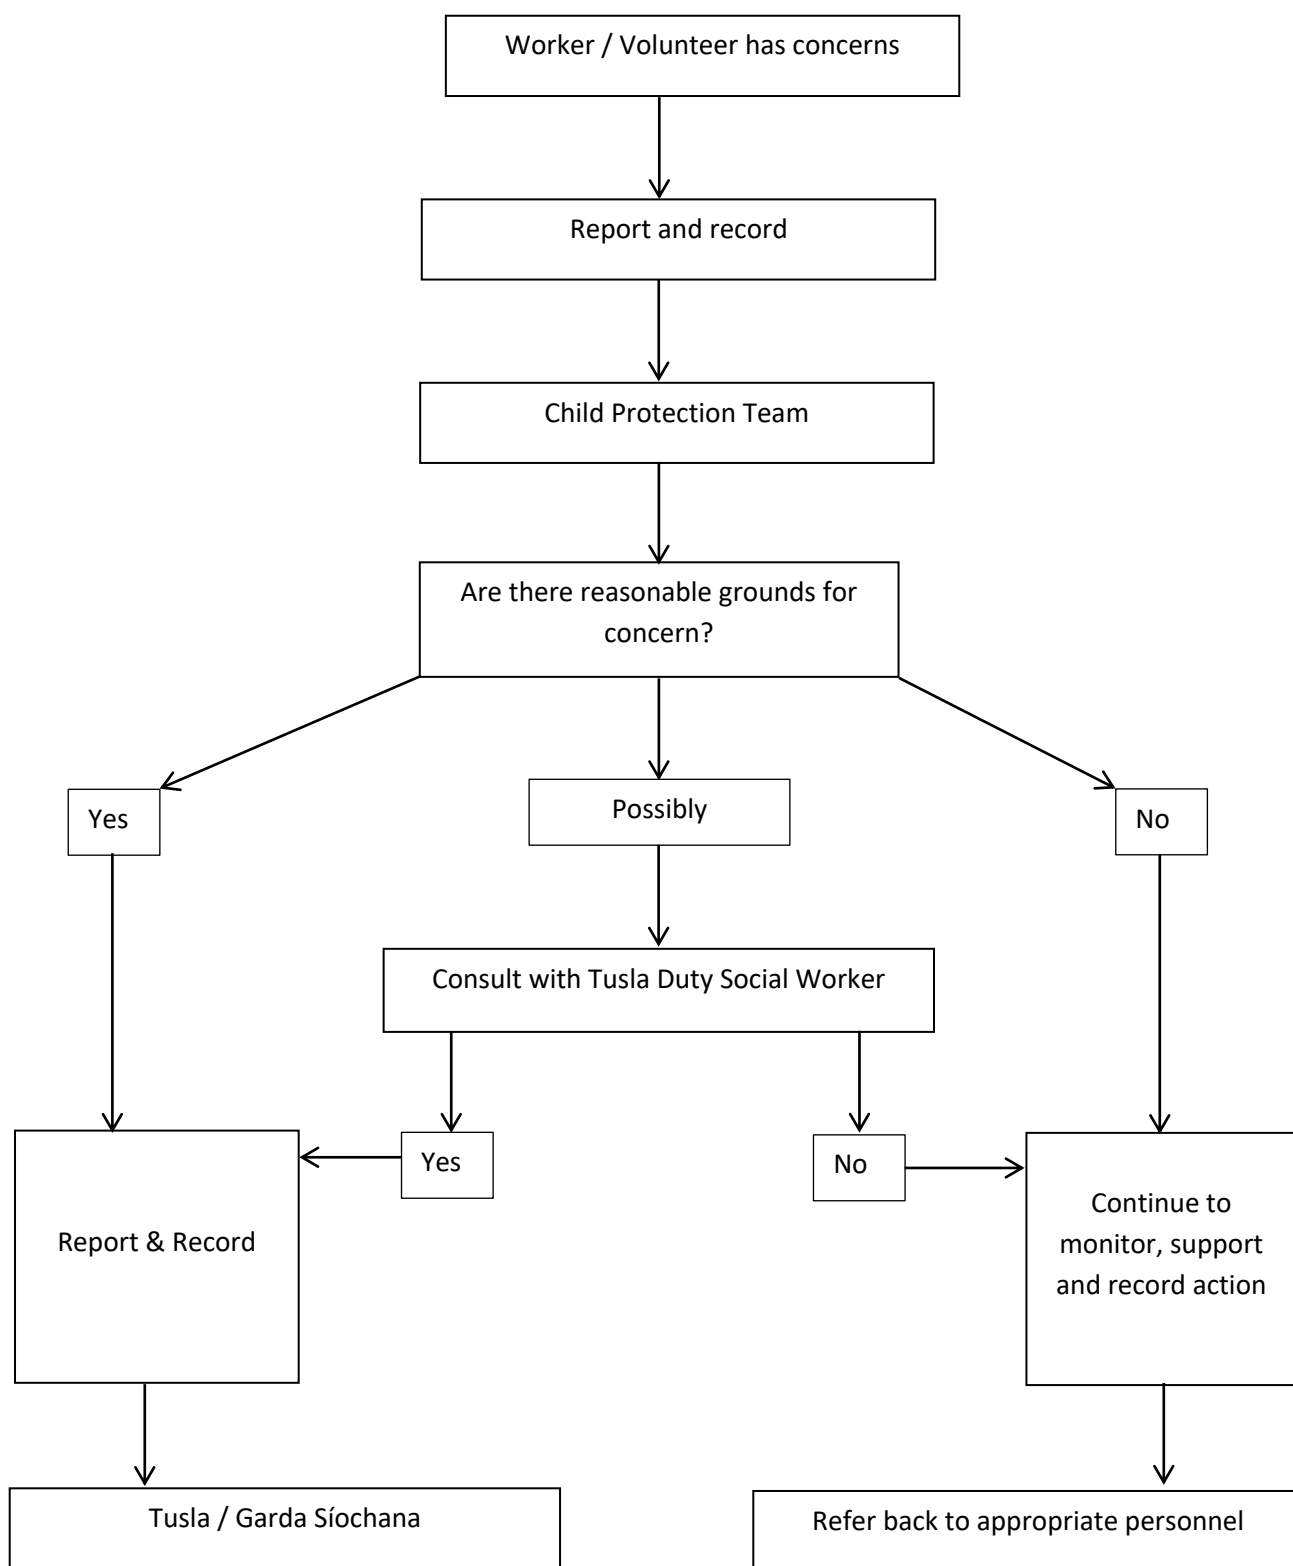 Worker / Volunteer has concerns
Report and record
Child Protection Team
Are there reasonable grounds for
concern?
Yes
Possibly
No
Consult with Tusla Duty Social Worker
Yes
No
Report & Record
Continue to
monitor, support
and record action
Tusla / Garda Síochana
Refer back to appropriate personnel